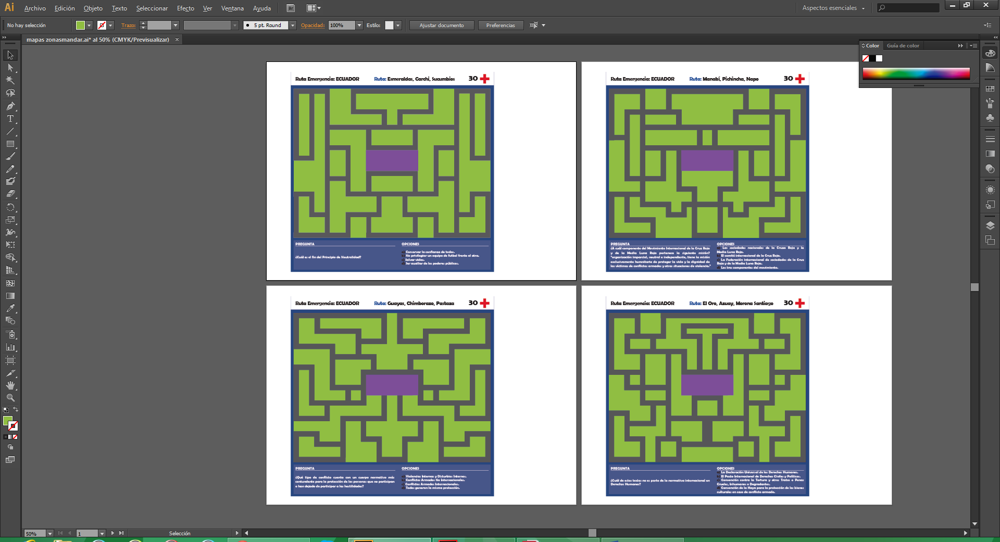 Ai Archivo Edición Objeto Texto Seleccionar Efecto Ver Ventana Ayuda Br Aspectos esenciales
No hay selección Trazo: 5 pt. Round Opacidad: 100% Estilo: Ajustar documento Preferencias
mapas zonasmandar.ai* al 50% (CMYK/Previsualizar) ×
Color Guía de color
Ruta Emergencia: ECUADOR Ruta: Esmeraldas, Carchi, Sucumbios 30
PREGUNTA
¿Cuál es el fin del Principio de Neutralidad?
OPCIONES
a) Conservar la confianza de todos.
b) No privilegiar un equipo de futbol frente al otro.
c) Salvar vidas.
d) Ser auxiliar de los poderes públicos.
Ruta Emergencia: ECUADOR Ruta: Manabí, Pichincha, Napo 30
PREGUNTA
¿A cuál componente del Movimiento Internacional de la Cruz Roja
y de la Media Luna Roja pertenece la siguiente misión?
"organización imparcial, neutral e independiente, tiene la misión
exclusivamente humanitaria de proteger la vida y la dignidad de
las víctimas de conflictos armados y otras situaciones de violencia."
OPCIONES
a) Las sociedades nacionales de la Cruza Roja y la
Media Luna Roja.
b) El comité internacional de la Cruz Roja.
c) La Federación internacional de sociedades de la Cruz
Roja y de la Media Luna Roja.
d) Los tres componentes del movimiento.
Ruta Emergencia: ECUADOR Ruta: Guayas, Chimborazo, Pastaza 30
PREGUNTA
¿Qué tipo de conflicto cuenta con un cuerpo normativo más
contundente para la protección de las personas que no participan
o han dejado de participar a las hostilidades?
OPCIONES
a) Violencias Internas y Disturbios Internos.
b) Conflictos Armados No Internacionales.
c) Conflictos Armados Internacionales.
d) Todos generan la misma protección.
Ruta Emergencia: ECUADOR Ruta: El Oro, Azuay, Morona Santiago 30
PREGUNTA
¿Cuál de estos textos no es parte de la normativa internacional en
Derechos Humanos?
OPCIONES
a) La Declaración Universal de los Derechos Humanos.
b) El Pacto Internacional de Derechos Civiles y Políticos.
c) Convención contra la Tortura y otros Tratos o Penas
Crueles, Inhumanos o Degradantes.
d) Convención de la Haya para la protección de los bienes
culturales en caso de conflicto armado.
50% 1 Selección